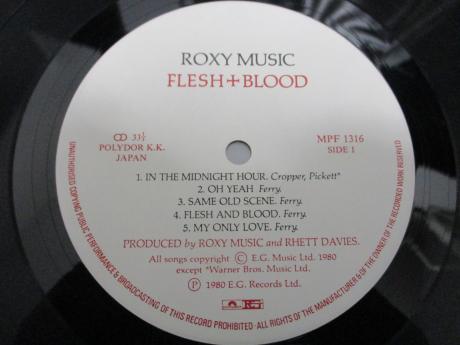 ROXY MUSIC
FLESH+BLOOD
33⅓
POLYDOR K.K.
JAPAN
MPF 1316
SIDE 1
1. IN THE MIDNIGHT HOUR. Cropper, Pickett*
2. OH YEAH Ferry.
3. SAME OLD SCENE. Ferry.
4. FLESH AND BLOOD. Ferry.
5. MY ONLY LOVE. Ferry.
PRODUCED by ROXY MUSIC and RHETT DAVIES.
All songs copyright Ⓒ E.G. Music Ltd. 1980
except *Warner Bros. Music Ltd.
Ⓟ 1980 E.G. Records Ltd.
UNAUTHORISED COPYING PUBLIC PERFORMANCE & BROADCASTING OF THIS RECORD PROHIBITED · ALL RIGHTS OF THE MANUFACTURER & OF THE OWNER OF THE RECORDED WORK RESERVED